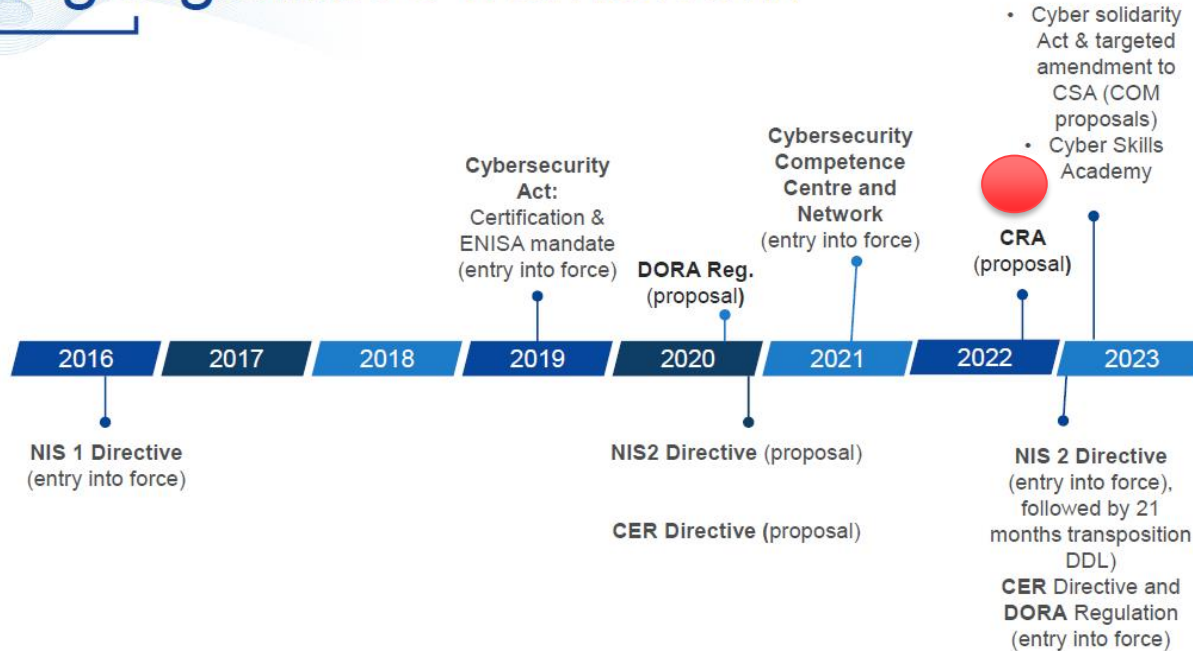 • Cyber solidarity
Act & targeted
amendment to
CSA (COM
proposals)
• Cyber Skills
Academy
Cybersecurity
Act:
Certification &
ENISA mandate
(entry into force)
DORA Reg.
(proposal)
Cybersecurity
Competence
Centre and
Network
(entry into force)
CRA
(proposal)
2016
2017
2018
2019
2020
2021
2022
2023
NIS 1 Directive
(entry into force)
NIS2 Directive (proposal)
CER Directive (proposal)
NIS 2 Directive
(entry into force),
followed by 21
months transposition
DDL)
CER Directive and
DORA Regulation
(entry into force)